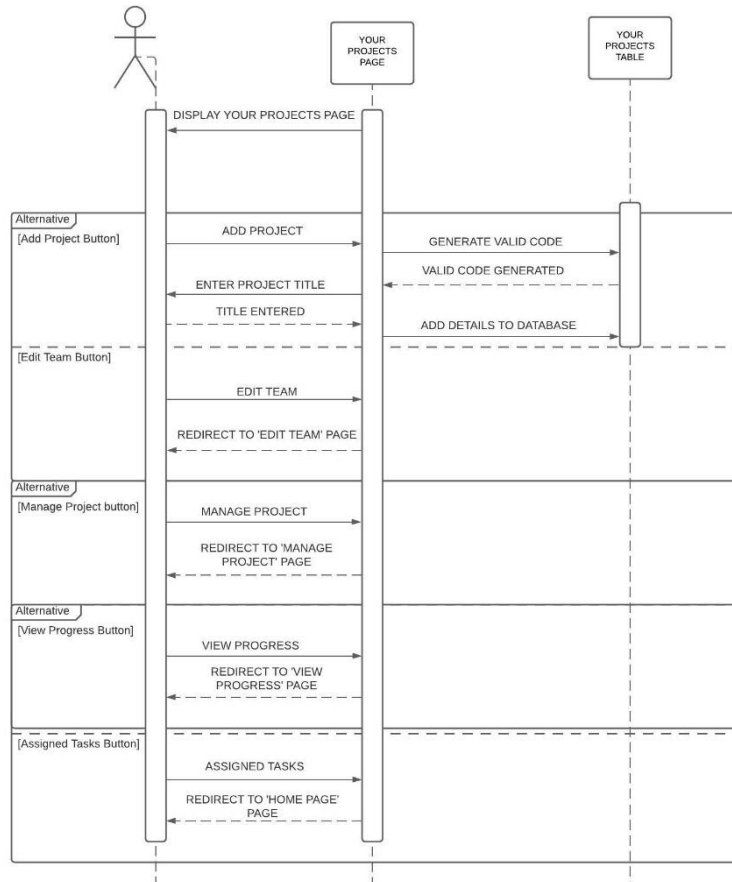 YOUR
PROJECTS
PAGE
YOUR
PROJECTS
TABLE
DISPLAY YOUR PROJECTS PAGE
Alternative
[Add Project Button]
ADD PROJECT
GENERATE VALID CODE
VALID CODE GENERATED
ENTER PROJECT TITLE
TITLE ENTERED
ADD DETAILS TO DATABASE
[Edit Team Button]
EDIT TEAM
REDIRECT TO 'EDIT TEAM' PAGE
Alternative
[Manage Project button]
MANAGE PROJECT
REDIRECT TO 'MANAGE
PROJECT' PAGE
Alternative
[View Progress Button]
VIEW PROGRESS
REDIRECT TO 'VIEW
PROGRESS' PAGE
[Assigned Tasks Button]
ASSIGNED TASKS
REDIRECT TO 'HOME PAGE'
PAGE